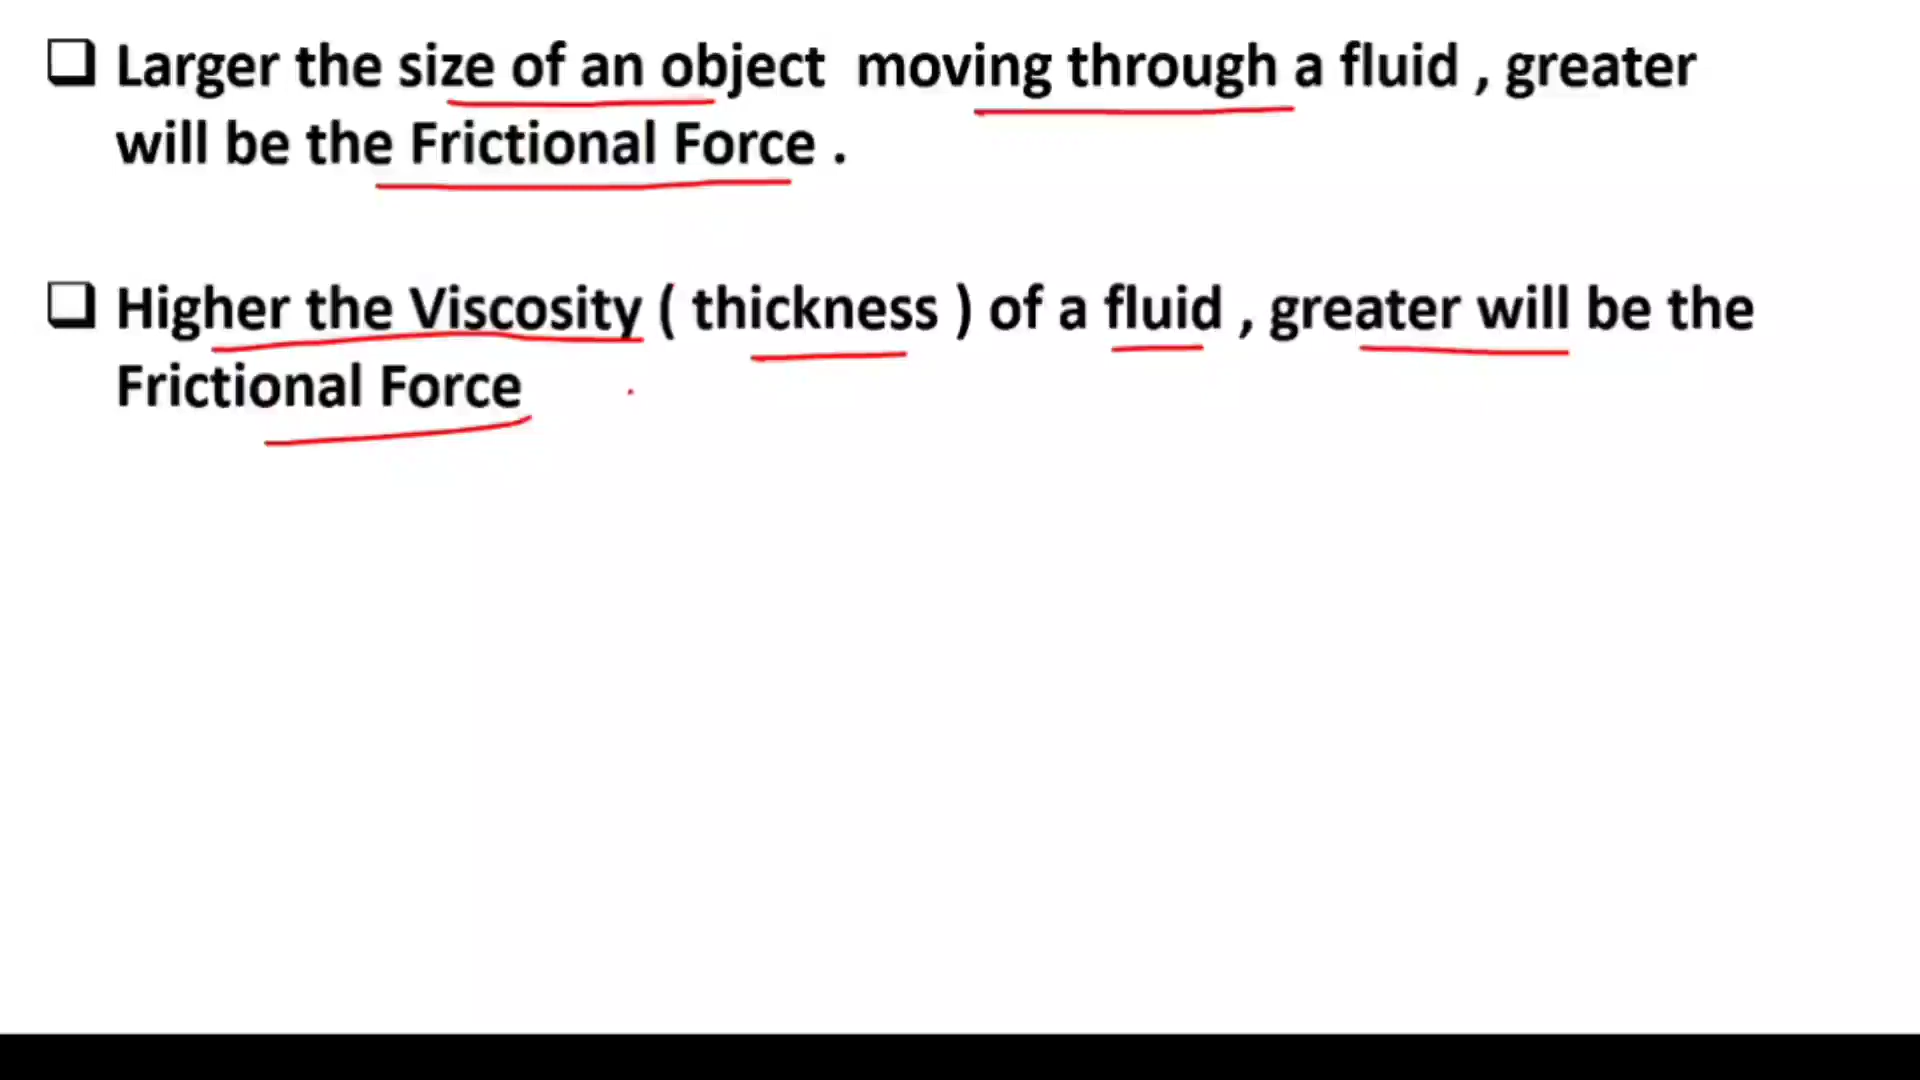 ❑ Larger the size of an object moving through a fluid , greater
will be the Frictional Force .
❑ Higher the Viscosity ( thickness ) of a fluid , greater will be the
Frictional Force